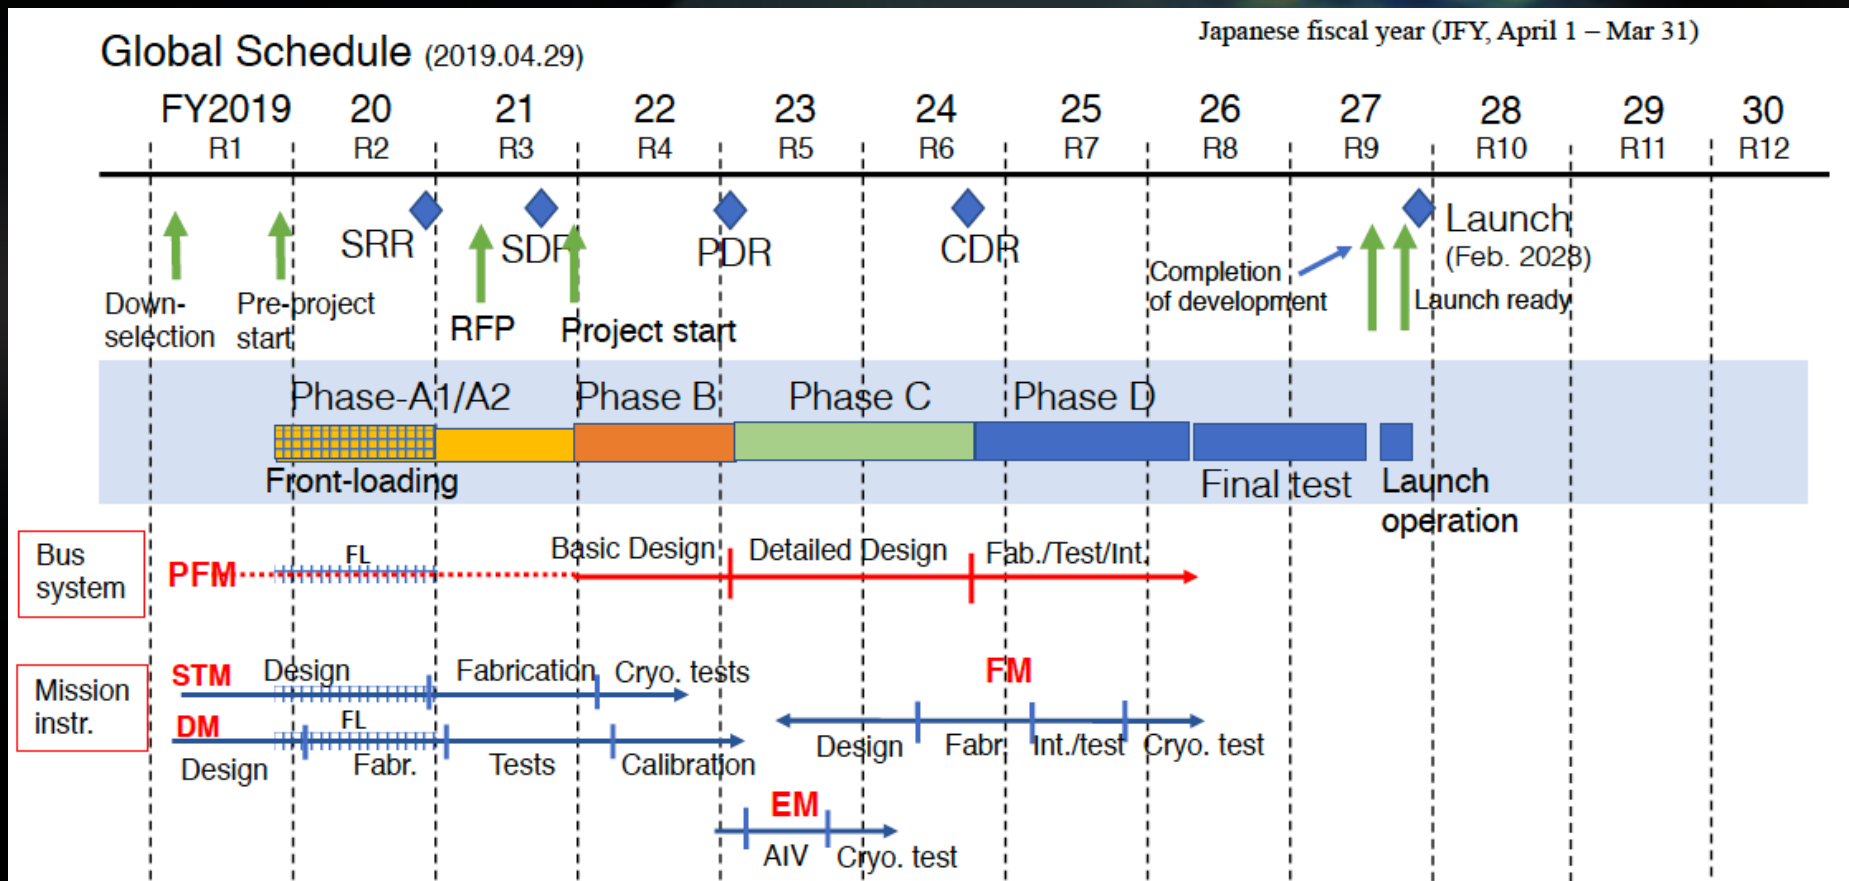 Japanese fiscal year (JFY, April 1 – Mar 31)
Global Schedule (2019.04.29)
FY2019 20 21 22 23 24 25 26 27 28 29 30
R1 R2 R3 R4 R5 R6 R7 R8 R9 R10 R11 R12
SRR SDR PDR CDR Launch
(Feb. 2028)
Completion
of development
Launch ready
Down-
selection
Pre-project
start
RFP
Project start
Phase-A1/A2 Phase B Phase C Phase D
Front-loading
Final test
Launch
operation
Bus
system
PFM
FL
Basic Design
Detailed Design
Fab./Test/Int.
Mission
instr.
STM
Design
Fabrication
Cryo. tests
DM
FL
Design
Fabr.
Tests
Calibration
FM
Design
Fabr.
Int./test
Cryo. test
EM
AIV
Cryo. test